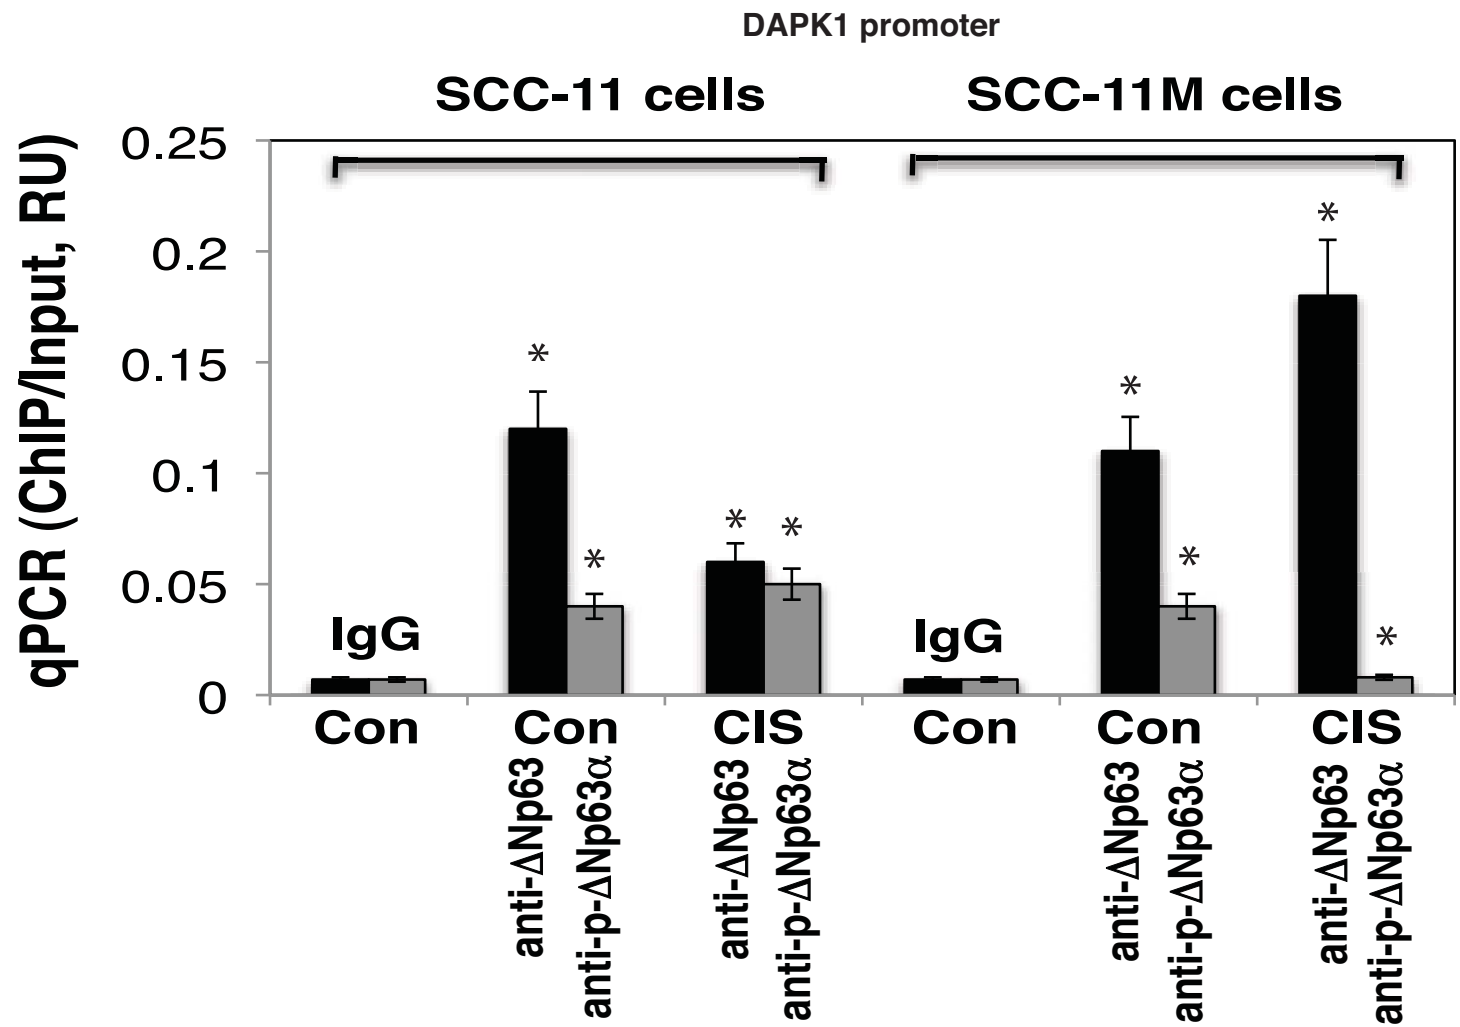 DAPK1 promoter
SCC-11 cells
SCC-11M cells
qPCR (ChIP/Input, RU)
0.25
0.2
0.15
0.1
0.05
0
*
*
*
*
*
*
*
*
IgG
IgG
Con
Con
CIS
Con
Con
CIS
anti-ΔNp63
anti-p-ΔNp63α
anti-ΔNp63
anti-p-ΔNp63α
anti-ΔNp63
anti-p-ΔNp63α
anti-ΔNp63
anti-p-ΔNp63α